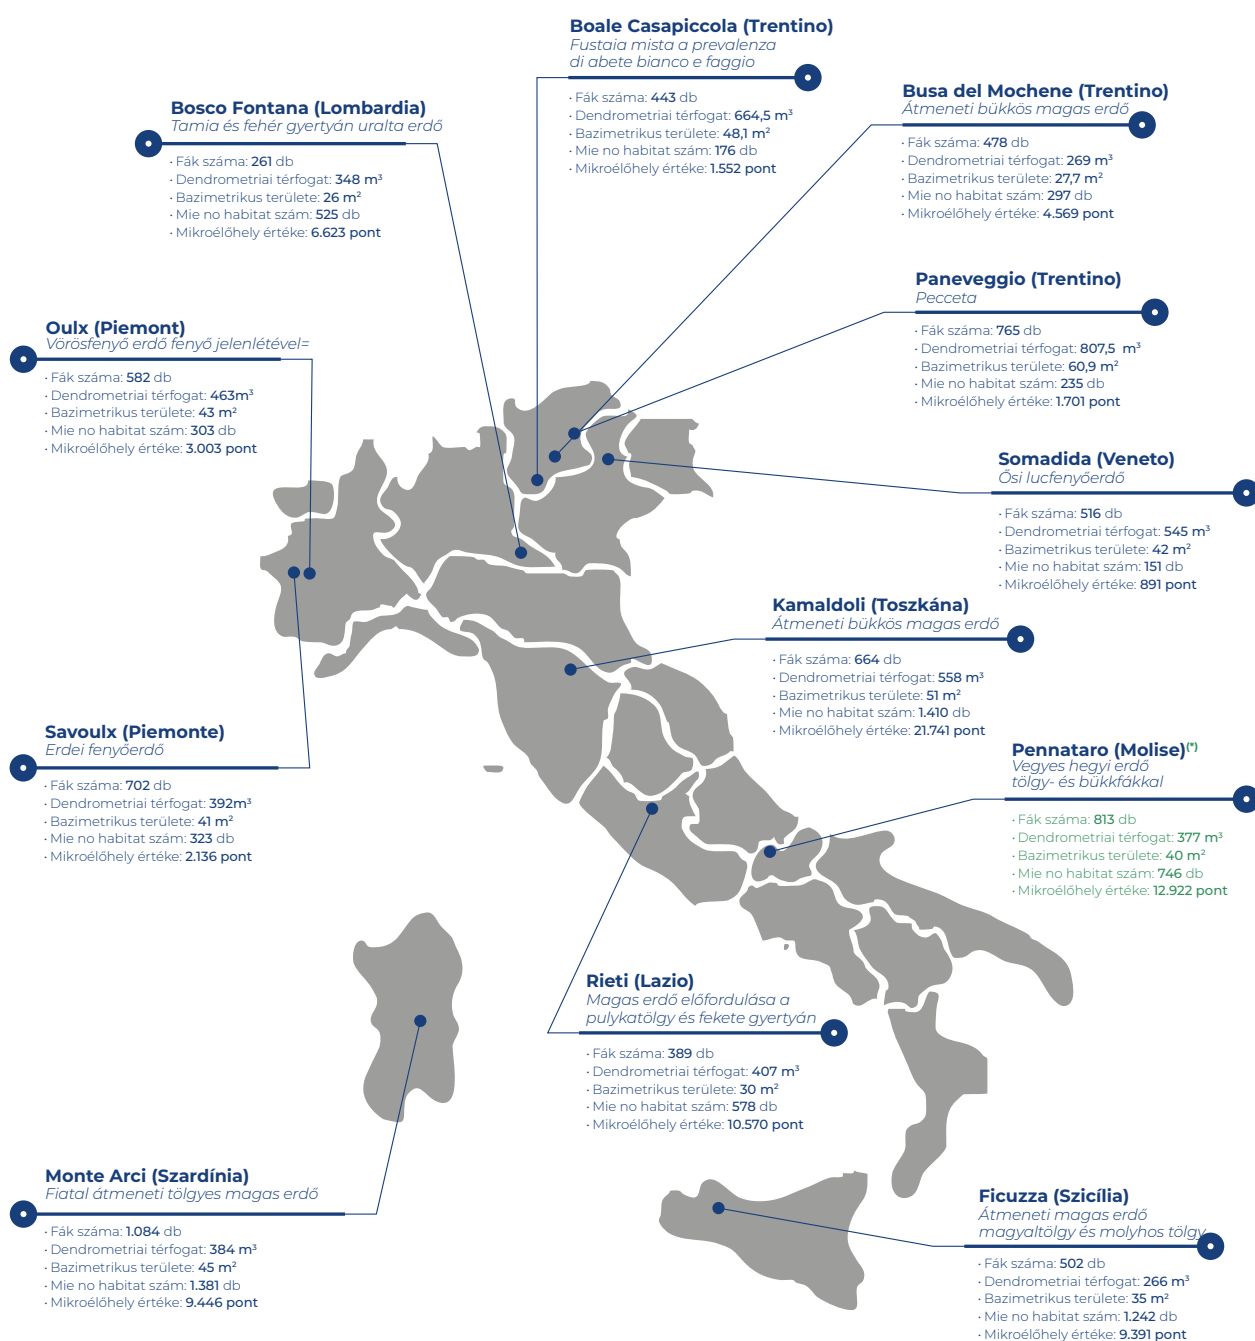 Boale Casapiccola (Trentino)
Fustaia mista a prevalenza
di abete bianco e faggio
· Fák száma: 443 db
· Dendrometriai térfogat: 664,5 m³
· Bazimetrikus területe: 48,1 m²
· Mie no habitat szám: 176 db
· Mikroélőhely értéke: 1.552 pont
Busa del Mochene (Trentino)
Átmeneti bükkös magas erdő
· Fák száma: 478 db
· Dendrometriai térfogat: 269 m³
· Bazimetrikus területe: 27,7 m²
· Mie no habitat szám: 297 db
· Mikroélőhely értéke: 4.569 pont
Bosco Fontana (Lombardia)
Tamia és fehér gyertyán uralta erdő
· Fák száma: 261 db
· Dendrometriai térfogat: 348 m³
· Bazimetrikus területe: 26 m²
· Mie no habitat szám: 525 db
· Mikroélőhely értéke: 6.623 pont
Paneveggio (Trentino)
Pecceta
· Fák száma: 765 db
· Dendrometriai térfogat: 807,5 m³
· Bazimetrikus területe: 60,9 m²
· Mie no habitat szám: 235 db
· Mikroélőhely értéke: 1.701 pont
Oulx (Piemont)
Vörösfenyő erdő fenyő jelenlétével=
· Fák száma: 582 db
· Dendrometriai térfogat: 463m³
· Bazimetrikus területe: 43 m²
· Mie no habitat szám: 303 db
· Mikroélőhely értéke: 3.003 pont
Somadida (Veneto)
Ősi lucfenyőerdő
· Fák száma: 516 db
· Dendrometriai térfogat: 545 m³
· Bazimetrikus területe: 42 m²
· Mie no habitat szám: 151 db
· Mikroélőhely értéke: 891 pont
Kamaldoli (Toszkána)
Átmeneti bükkös magas erdő
· Fák száma: 664 db
· Dendrometriai térfogat: 558 m³
· Bazimetrikus területe: 51 m²
· Mie no habitat szám: 1.410 db
· Mikroélőhely értéke: 21.741 pont
Savoulx (Piemonte)
Erdei fenyőerdő
· Fák száma: 702 db
· Dendrometriai térfogat: 392m³
· Bazimetrikus területe: 41 m²
· Mie no habitat szám: 323 db
· Mikroélőhely értéke: 2.136 pont
Pennataro (Molise)(*)
Vegyes hegyi erdő
tölgy- és bükkfákkal
· Fák száma: 813 db
· Dendrometriai térfogat: 377 m³
· Bazimetrikus területe: 40 m²
· Mie no habitat szám: 746 db
· Mikroélőhely értéke: 12.922 pont
Rieti (Lazio)
Magas erdő előfordulása a
pulykatölgy és fekete gyertyán
· Fák száma: 389 db
· Dendrometriai térfogat: 407 m³
· Bazimetrikus területe: 30 m²
· Mie no habitat szám: 578 db
· Mikroélőhely értéke: 10.570 pont
Monte Arci (Szardínia)
Fiatal átmeneti tölgyes magas erdő
· Fák száma: 1.084 db
· Dendrometriai térfogat: 384 m³
· Bazimetrikus területe: 45 m²
· Mie no habitat szám: 1.381 db
· Mikroélőhely értéke: 9.446 pont
Ficuzza (Szicília)
Átmeneti magas erdő
magyaltölgy és molyhos tölgy
· Fák száma: 502 db
· Dendrometriai térfogat: 266 m³
· Bazimetrikus területe: 35 m²
· Mie no habitat szám: 1.242 db
· Mikroélőhely értéke: 9.391 pont